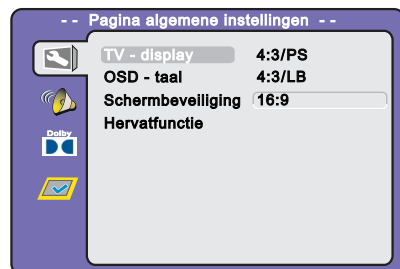 - - Pagina algemene instellingen - -
TV - display 4:3/PS
OSD - taal 4:3/LB
Schermbeveiliging 16:9
Hervatfunctie
Dolby